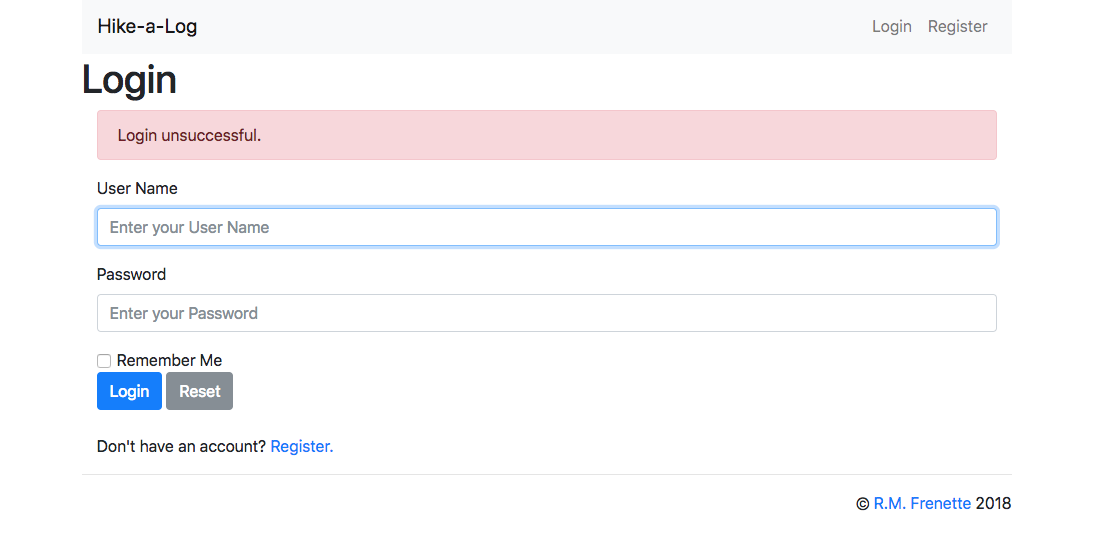 Hike-a-Log Login Register
Login
Login unsuccessful.
User Name
Enter your User Name
Password
Enter your Password
Remember Me
Login Reset
Don't have an account? Register.
© R.M. Frenette 2018